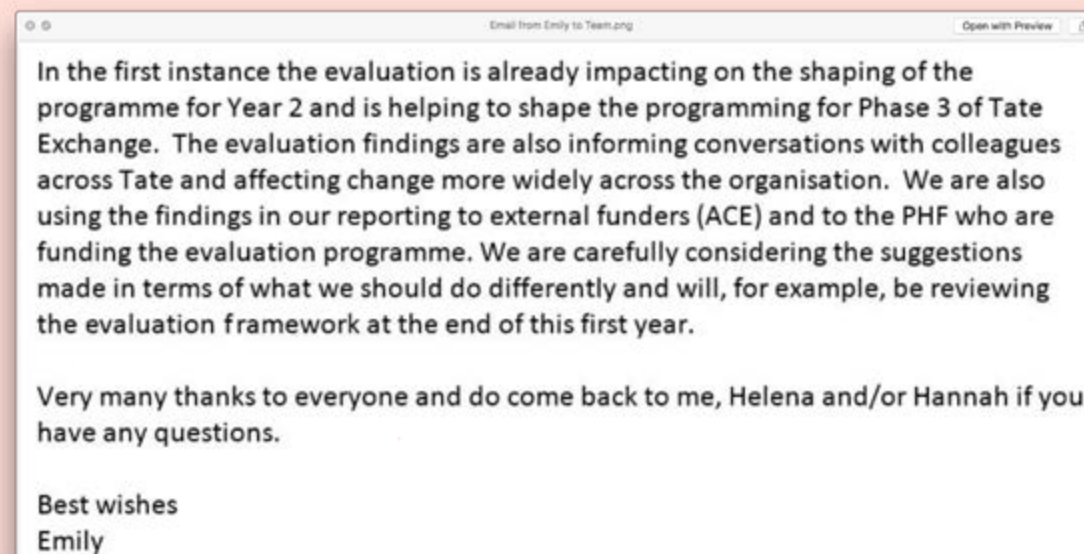 Email from Emily to Team.png
Open with Preview
In the first instance the evaluation is already impacting on the shaping of the
programme for Year 2 and is helping to shape the programming for Phase 3 of Tate
Exchange.  The evaluation findings are also informing conversations with colleagues
across Tate and affecting change more widely across the organisation.  We are also
using the findings in our reporting to external funders (ACE) and to the PHF who are
funding the evaluation programme. We are carefully considering the suggestions
made in terms of what we should do differently and will, for example, be reviewing
the evaluation framework at the end of this first year.
Very many thanks to everyone and do come back to me, Helena and/or Hannah if you
have any questions.
Best wishes
Emily